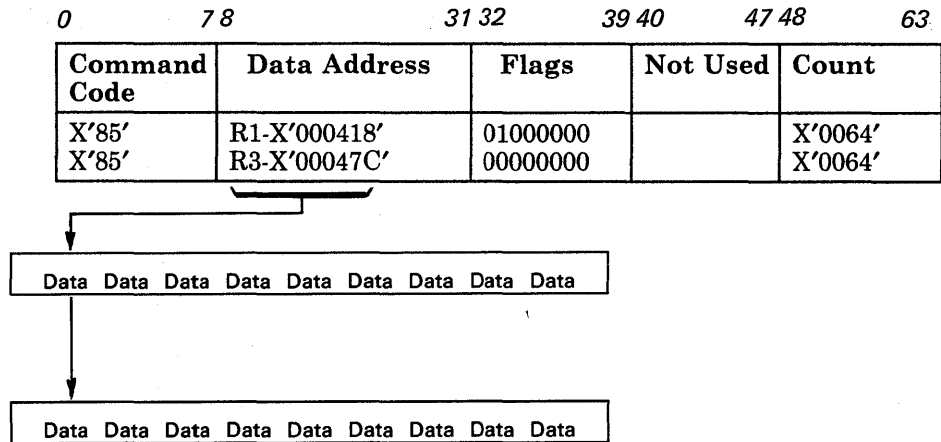 0 7 8 31 32 39 40 47 48 63
Command Code Data Address Flags Not Used Count
X'85' R1-X'000418' 01000000 X'0064'
X'85' R3-X'00047C' 00000000 X'0064'
Data Data Data Data Data Data Data Data Data
Data Data Data Data Data Data Data Data Data